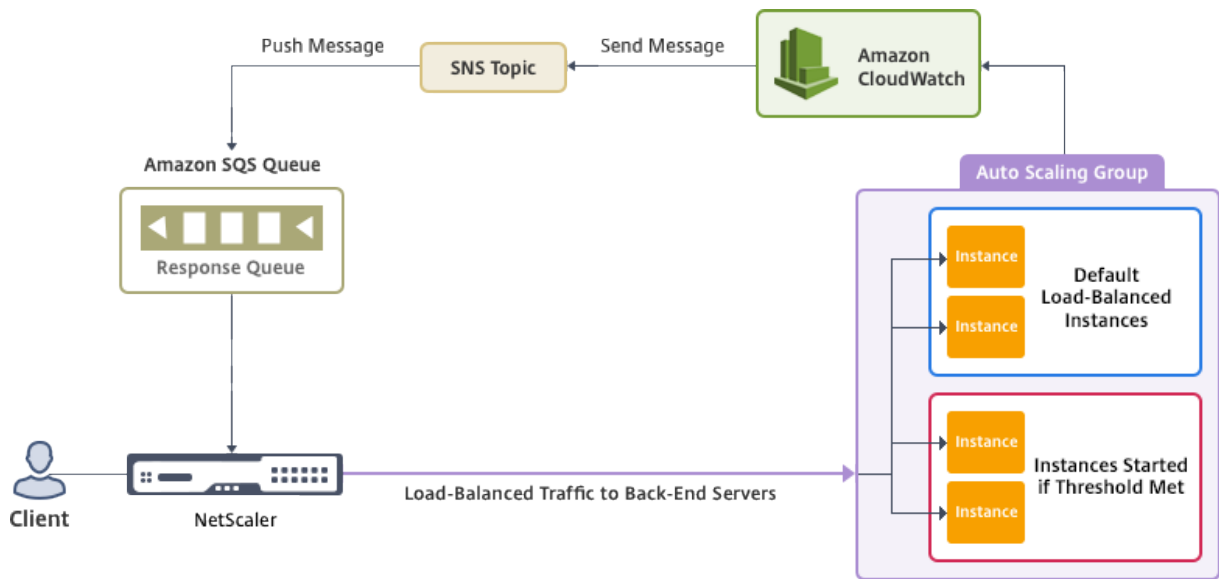 Push Message
SNS Topic
Send Message
Amazon
CloudWatch
Amazon SQS Queue
Response Queue
Auto Scaling Group
Instance
Instance
Default
Load-Balanced
Instances
Instance
Instance
Instances Started
if Threshold Met
Client
NetScaler
Load-Balanced Traffic to Back-End Servers